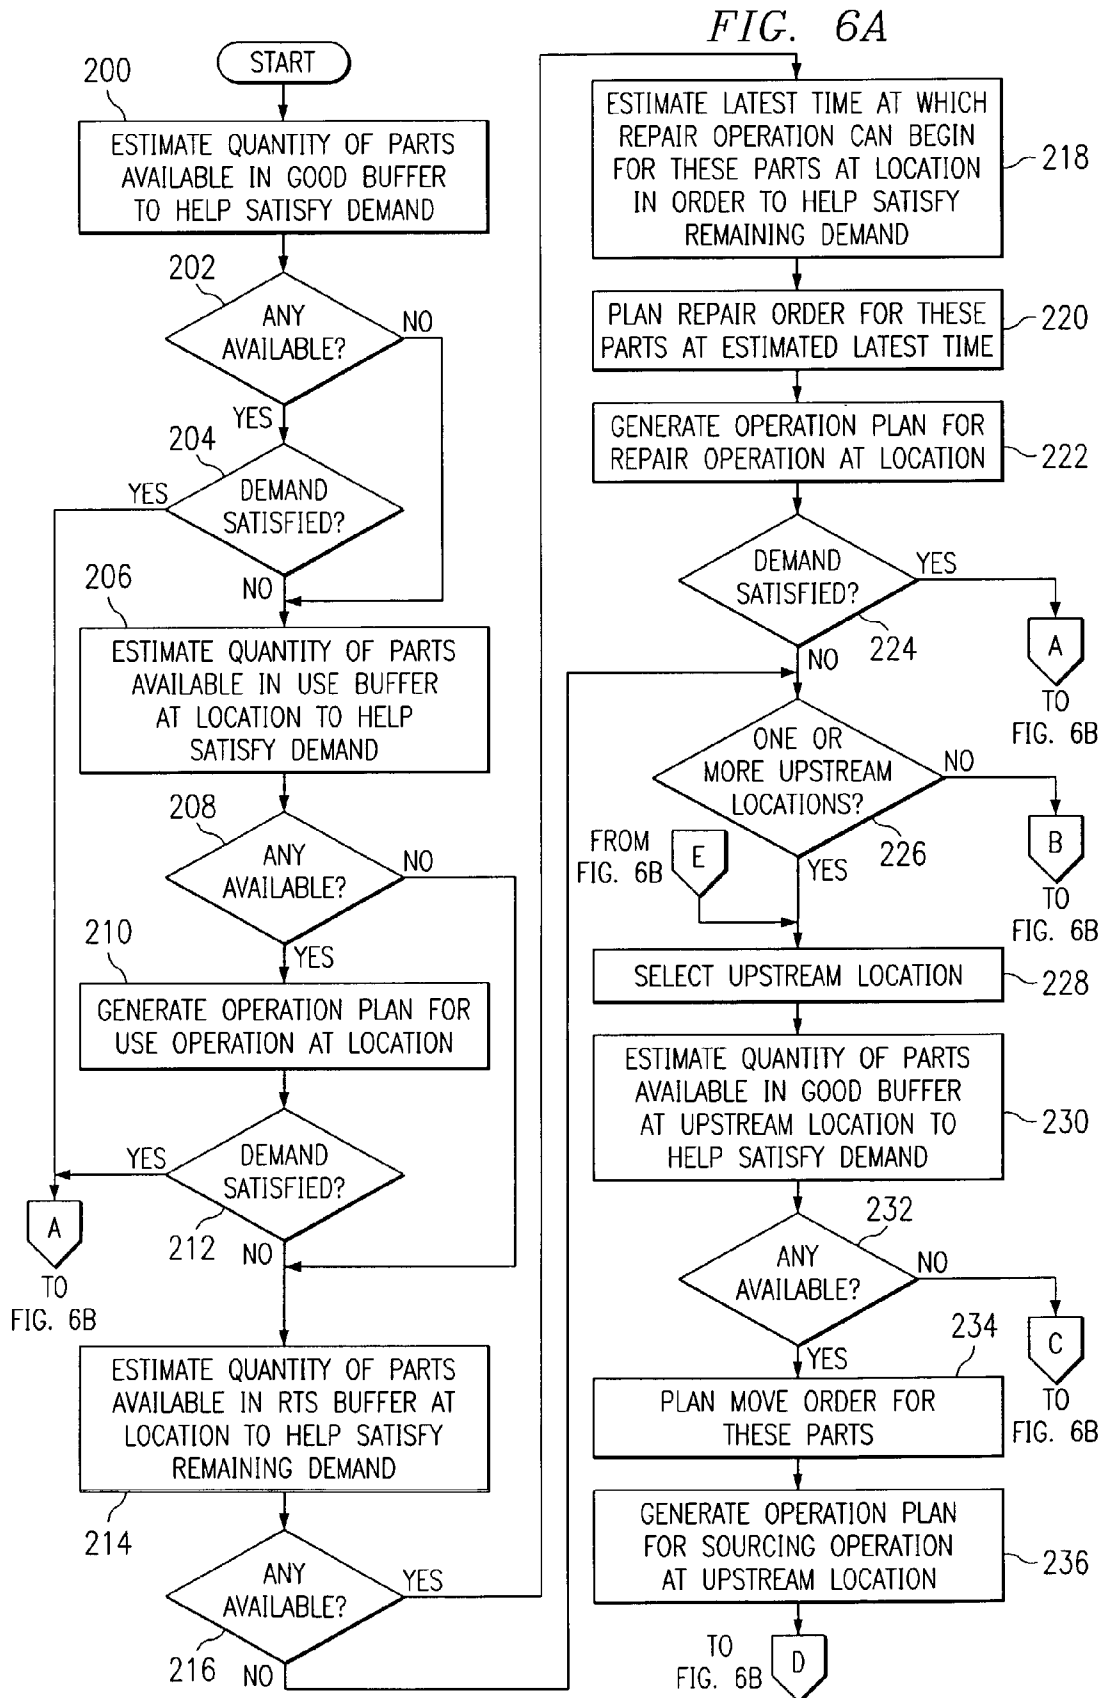 FIG. 6A
START
200
ESTIMATE QUANTITY OF PARTS
AVAILABLE IN GOOD BUFFER
TO HELP SATISFY DEMAND
202
ANY
AVAILABLE?
NO
YES
204
DEMAND
SATISFIED?
YES
NO
206
ESTIMATE QUANTITY OF PARTS
AVAILABLE IN USE BUFFER
AT LOCATION TO HELP
SATISFY DEMAND
208
ANY
AVAILABLE?
NO
YES
210
GENERATE OPERATION PLAN FOR
USE OPERATION AT LOCATION
DEMAND
SATISFIED?
YES
212
NO
A
TO
FIG. 6B
ESTIMATE QUANTITY OF PARTS
AVAILABLE IN RTS BUFFER AT
LOCATION TO HELP SATISFY
REMAINING DEMAND
214
ANY
AVAILABLE?
YES
216
NO
ESTIMATE LATEST TIME AT WHICH
REPAIR OPERATION CAN BEGIN
FOR THESE PARTS AT LOCATION
IN ORDER TO HELP SATISFY
REMAINING DEMAND
218
PLAN REPAIR ORDER FOR THESE
PARTS AT ESTIMATED LATEST TIME
220
GENERATE OPERATION PLAN FOR
REPAIR OPERATION AT LOCATION
222
DEMAND
SATISFIED?
YES
224
NO
A
TO
FIG. 6B
ONE OR
MORE UPSTREAM
LOCATIONS?
NO
226
YES
B
TO
FIG. 6B
FROM
FIG. 6B
E
SELECT UPSTREAM LOCATION
228
ESTIMATE QUANTITY OF PARTS
AVAILABLE IN GOOD BUFFER
AT UPSTREAM LOCATION TO
HELP SATISFY DEMAND
230
232
ANY
AVAILABLE?
NO
YES
C
TO
FIG. 6B
234
PLAN MOVE ORDER FOR
THESE PARTS
GENERATE OPERATION PLAN
FOR SOURCING OPERATION
AT UPSTREAM LOCATION
236
TO
FIG. 6B
D